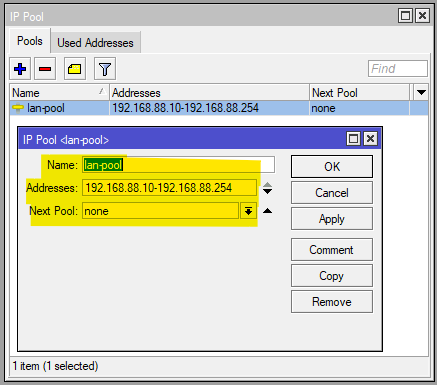 IP Pool
Pools Used Addresses
Find
Name Addresses Next Pool
lan-pool 192.168.88.10-192.168.88.254 none
IP Pool <lan-pool>
Name: lan-pool OK
Addresses: 192.168.88.10-192.168.88.254 Cancel
Next Pool: none Apply
Comment
Copy
Remove
1 item (1 selected)